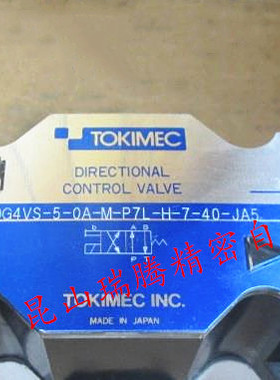 TOKIMEC
DIRECTIONAL
CONTROL VALVE
DG4VS-5-0A-M-P7L-H-7-40-JA5
TOKIMEC INC.
MADE IN JAPAN
昆山瑞腾精密自